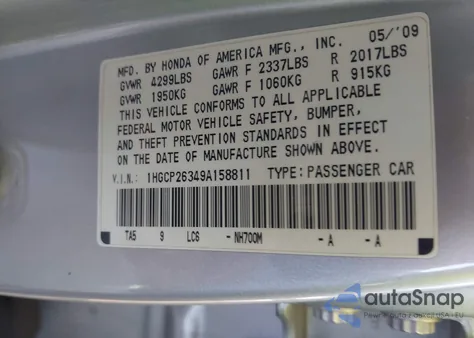 MFD. BY HONDA OF AMERICA MFG., INC. 05/'09
GVWR 4299LBS GAWR F 2337LBS R 2017LBS
GVWR 1950KG GAWR F 1060KG R 915KG
THIS VEHICLE CONFORMS TO ALL APPLICABLE
FEDERAL MOTOR VEHICLE SAFETY, BUMPER,
AND THEFT PREVENTION STANDARDS IN EFFECT
ON THE DATE OF MANUFACTURE SHOWN ABOVE.
V.I.N.: 1HGCP26349A158811 TYPE: PASSENGER CAR
TA5 9 LCS - NH700M - A - A
autoSnap